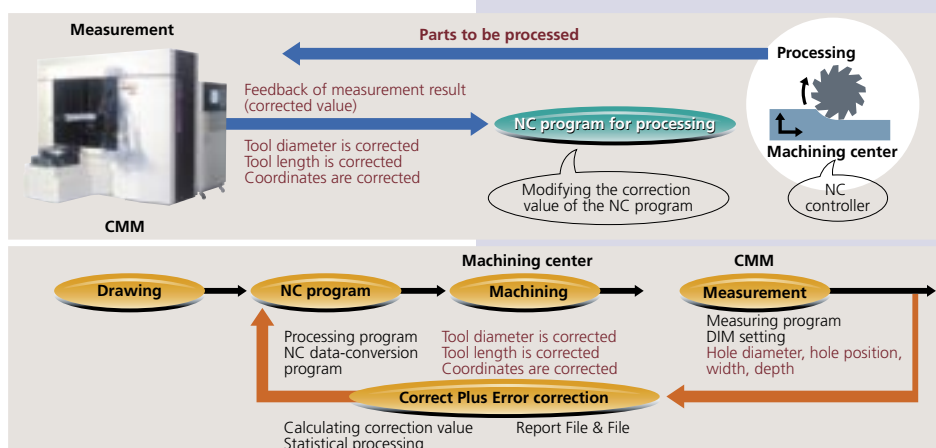 Measurement
Parts to be processed
Processing
Feedback of measurement result
(corrected value)
NC program for processing
Tool diameter is corrected
Tool length is corrected
Coordinates are corrected
Machining center
Modifying the correction
value of the NC program
NC
controller
CMM
Machining center
CMM
Drawing
NC program
Machining
Measurement
Processing program
NC data-conversion
program
Tool diameter is corrected
Tool length is corrected
Coordinates are corrected
Measuring program
DIM setting
Hole diameter, hole position,
width, depth
Correct Plus Error correction
Calculating correction value
Statistical processing
Report File & File